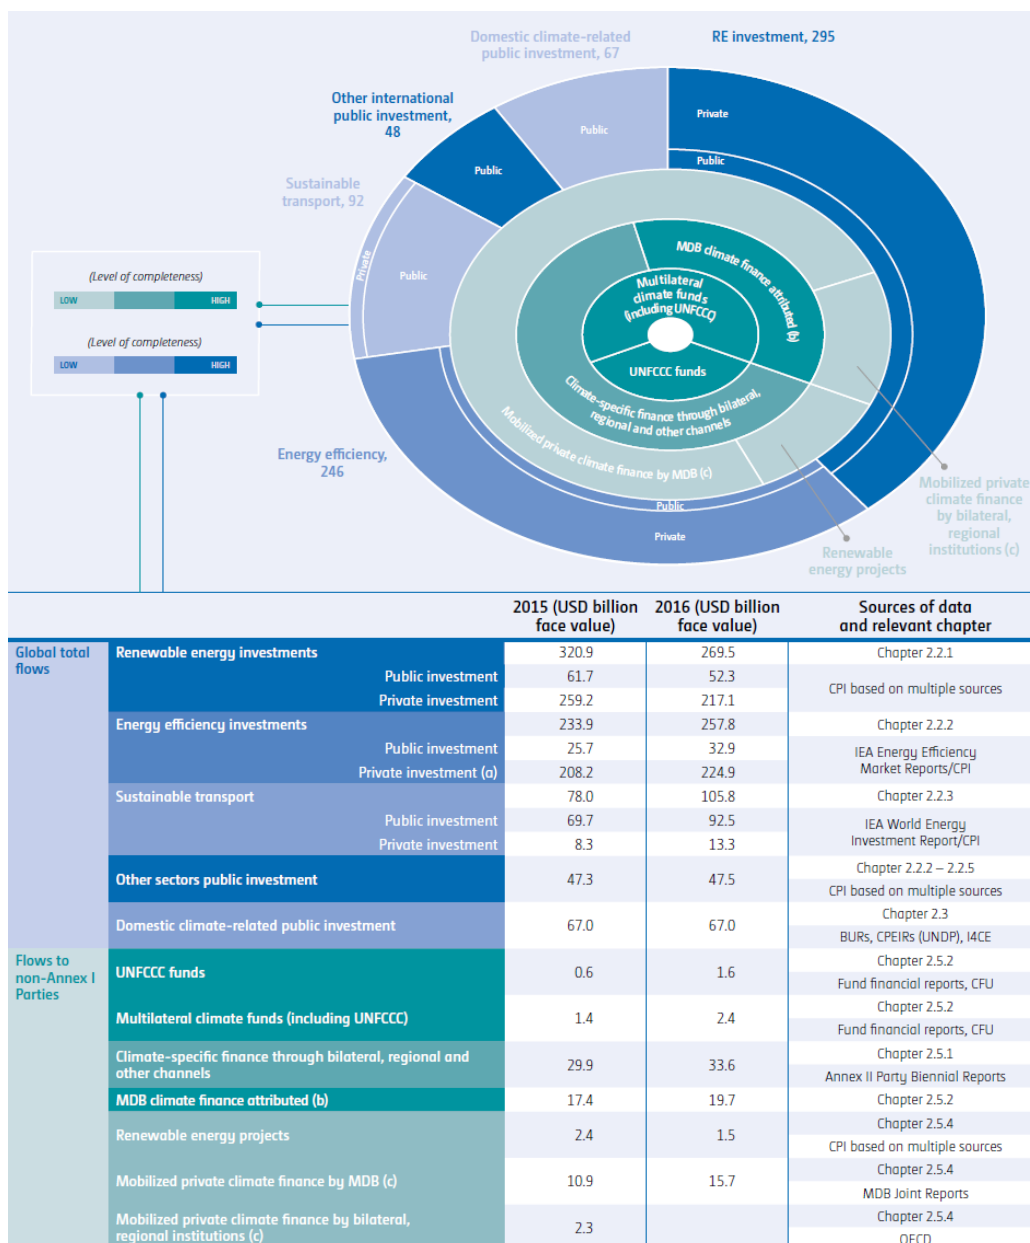 Domestic climate-related
public investment, 67
RE investment, 295
Other international
public investment,
48
Sustainable
transport, 92
Private
Public
Public
Public
Private
Public
MDB climate finance attributed (b)
Multilateral
climate funds
(including UNFCCC)
UNFCCC funds
Climate-specific finance through bilateral,
regional and other channels
Mobilized private climate finance by MDB (c)
(Level of completeness)
LOW HIGH
(Level of completeness)
LOW HIGH
Energy efficiency,
246
Public
Private
Mobilized private
climate finance
by bilateral,
regional
institutions (c)
Renewable
energy projects
2015 (USD billion
face value)
2016 (USD billion
face value)
Sources of data
and relevant chapter
Global total
flows
Renewable energy investments 320.9 269.5 Chapter 2.2.1
Public investment 61.7 52.3
CPI based on multiple sources
Private investment 259.2 217.1
Energy efficiency investments 233.9 257.8 Chapter 2.2.2
Public investment 25.7 32.9
IEA Energy Efficiency
Market Reports/CPI
Private investment (a) 208.2 224.9
Sustainable transport 78.0 105.8 Chapter 2.2.3
Public investment 69.7 92.5
IEA World Energy
Investment Report/CPI
Private investment 8.3 13.3
Other sectors public investment 47.3 47.5
Chapter 2.2.2 – 2.2.5
CPI based on multiple sources
Domestic climate-related public investment 67.0 67.0
Chapter 2.3
BURs, CPEIRs (UNDP), I4CE
Flows to
non-Annex I
Parties
UNFCCC funds 0.6 1.6
Chapter 2.5.2
Fund financial reports, CFU
Multilateral climate funds (including UNFCCC) 1.4 2.4
Chapter 2.5.2
Fund financial reports, CFU
Climate-specific finance through bilateral, regional and
other channels
29.9 33.6
Chapter 2.5.1
Annex II Party Biennial Reports
MDB climate finance attributed (b) 17.4 19.7 Chapter 2.5.2
Renewable energy projects 2.4 1.5
Chapter 2.5.4
CPI based on multiple sources
Mobilized private climate finance by MDB (c) 10.9 15.7
Chapter 2.5.4
MDB Joint Reports
Mobilized private climate finance by bilateral,
regional institutions (c)
2.3
Chapter 2.5.4
OECD